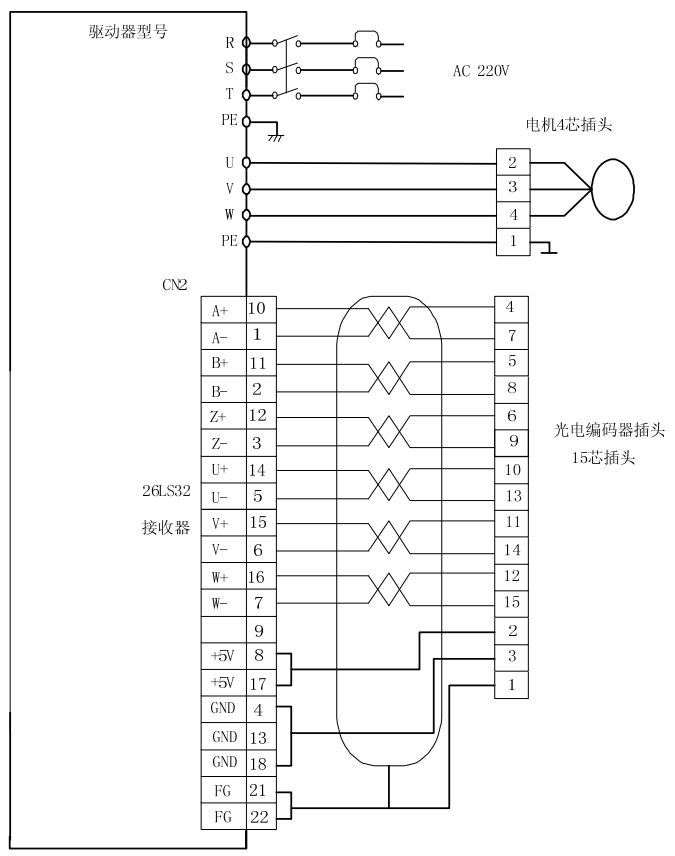 驱动器型号
R
S
T
AC 220V
PE
电机4芯插头
U 2
V 3
W 4
PE 1
CN2
A+ 10 4
A- 1 7
B+ 11 5
B- 2 8
Z+ 12 6
Z- 3 9
光电编码器插头
15芯插头
U+ 14 10
26LS32
U- 5 13
接收器
V+ 15 11
V- 6 14
W+ 16 12
W- 7 15
9 2
+5V 8 3
+5V 17 1
GND 4
GND 13
GND 18
FG 21
FG 22